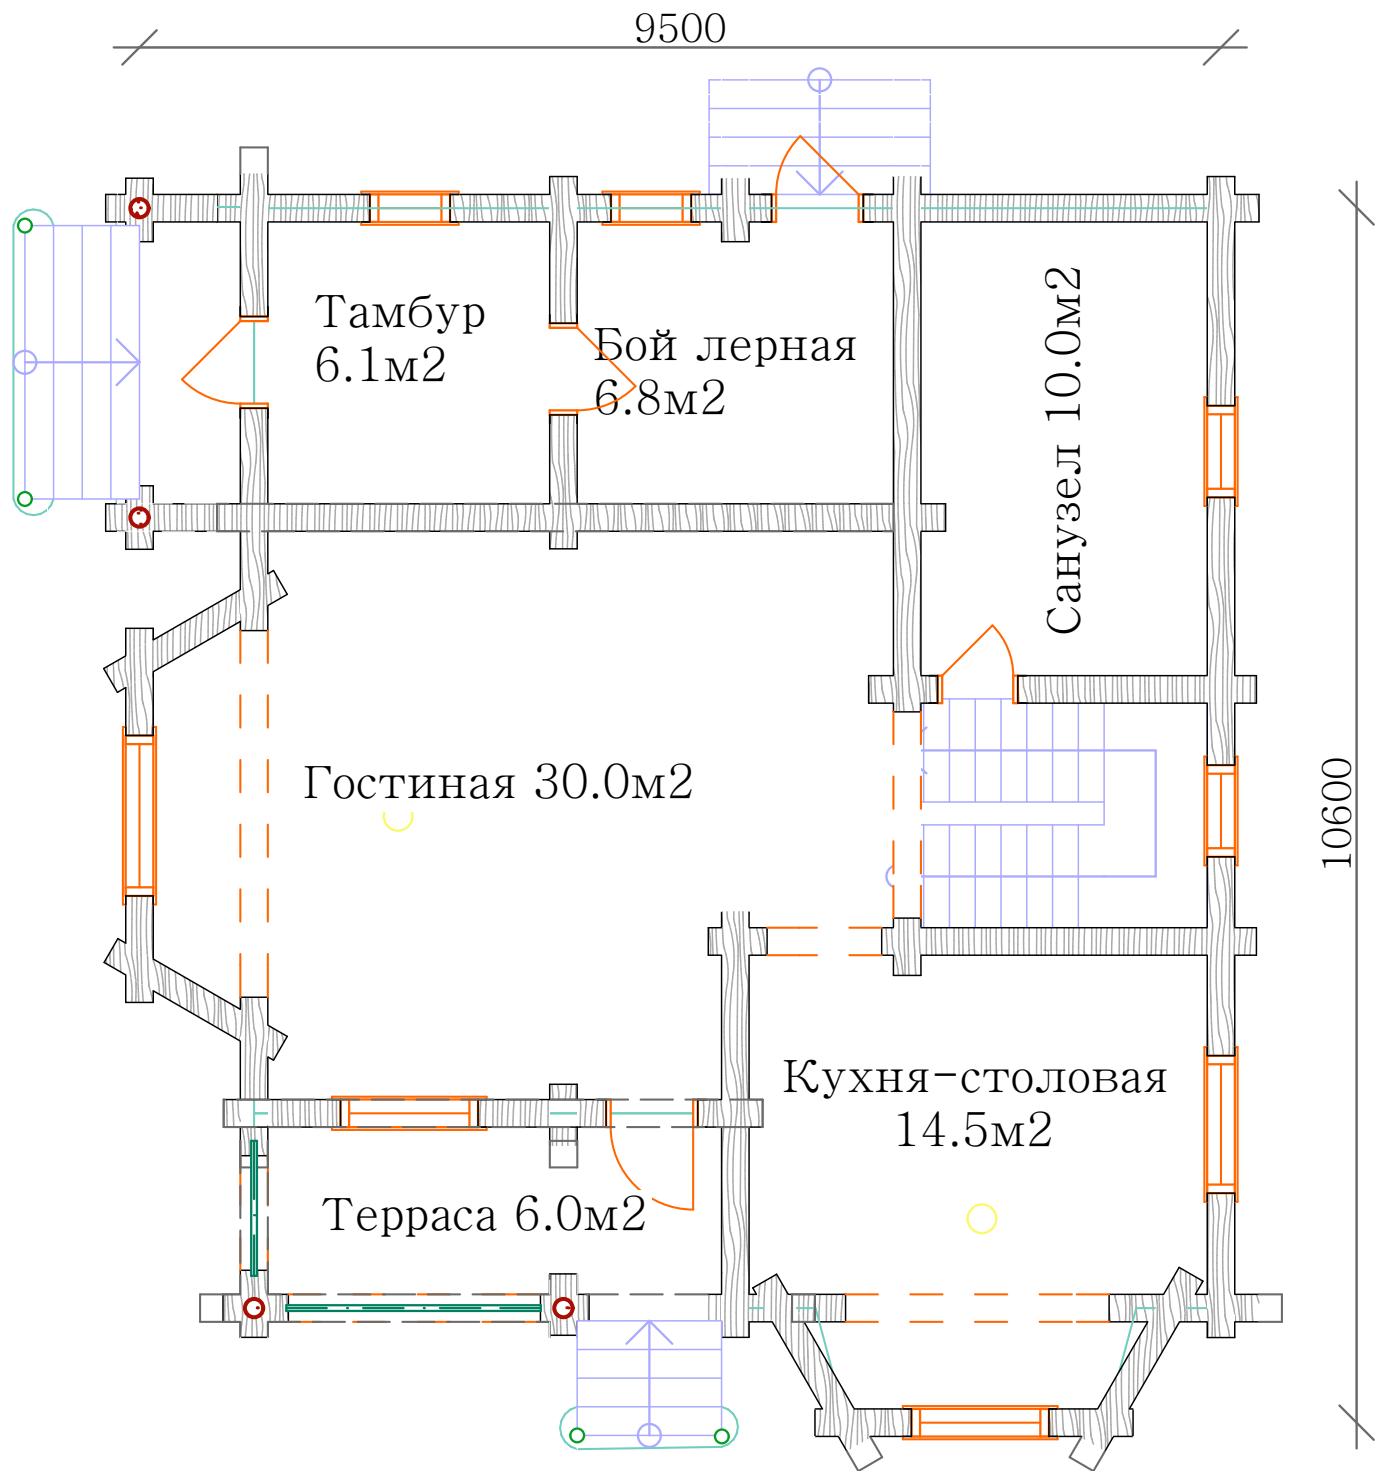 9500
Тамбур
6.1м2
Бой лерная
6.8м2
Санузел 10.0м2
Гостиная 30.0м2
10600
Кухня-столовая
14.5м2
Терраса 6.0м2